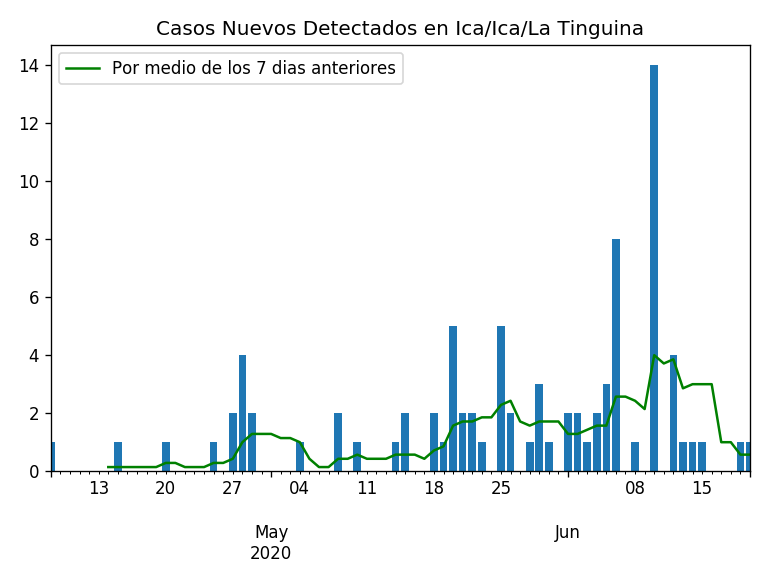 Casos Nuevos Detectados en Ica/Ica/La Tinguina
Por medio de los 7 dias anteriores
14
12
10
8
6
4
2
0
13 20 27 04 11 18 25 08 15
May Jun
2020